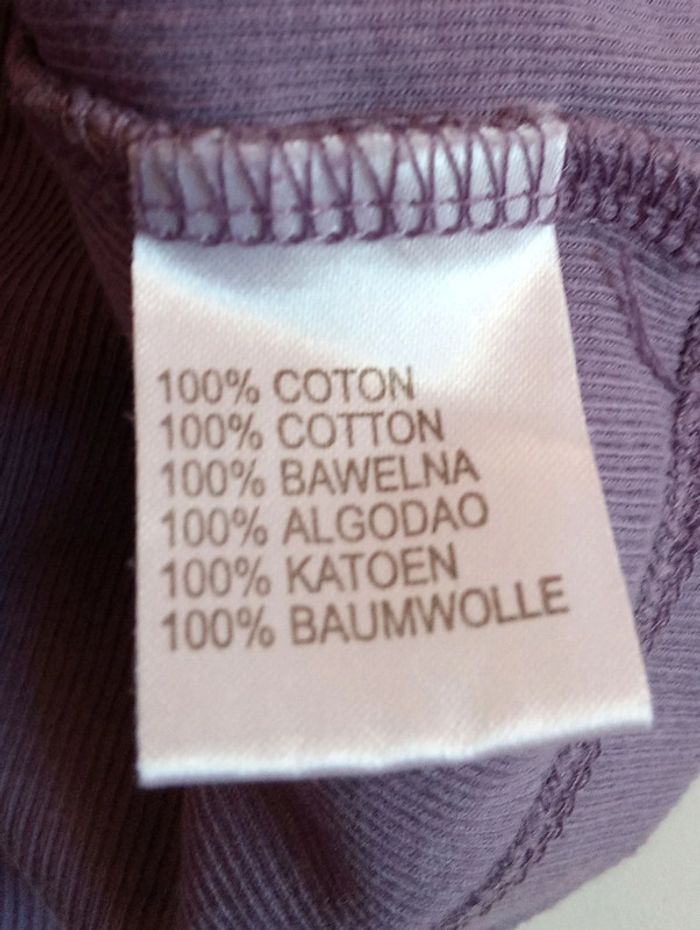 100% COTON
100% COTTON
100% BAWELNA
100% ALGODAO
100% KATOEN
100% BAUMWOLLE